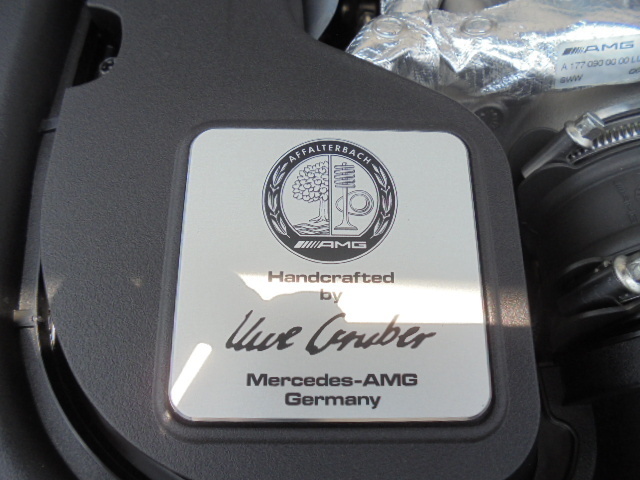 AFFALTERBACH
AMG
Handcrafted
by
Uwe Gruber
Mercedes-AMG
Germany
AMG